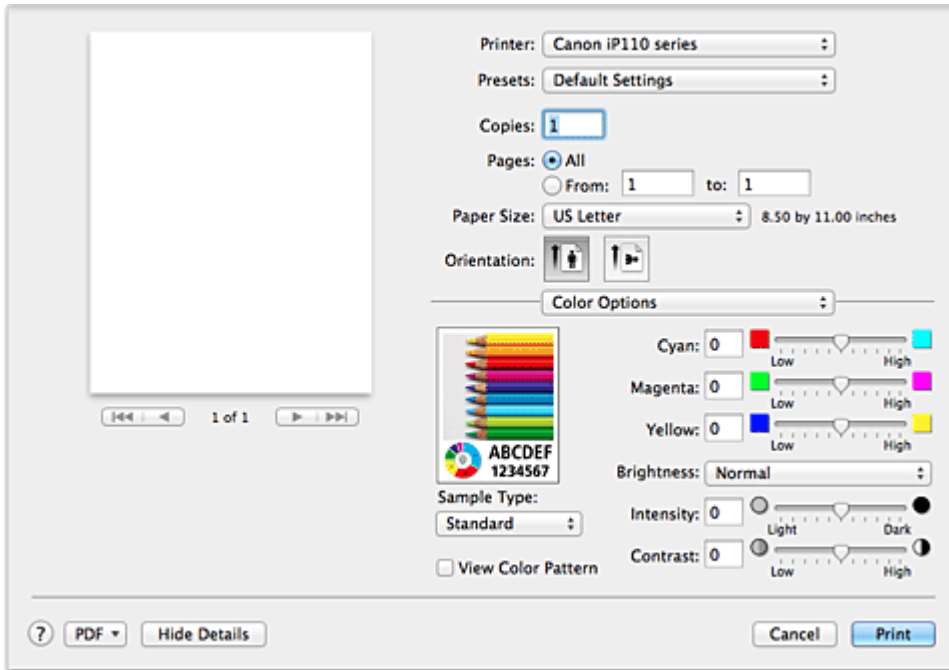 Printer: Canon iP110 series
Presets: Default Settings
Copies: 1
Pages: All
From: 1 to: 1
Paper Size: US Letter 8.50 by 11.00 inches
Orientation:
Color Options
1 of 1
ABCDEF
1234567
Sample Type:
Standard
View Color Pattern
Cyan: 0
Low High
Magenta: 0
Low High
Yellow: 0
Low High
Brightness: Normal
Intensity: 0
Light Dark
Contrast: 0
Low High
? PDF Hide Details Cancel Print